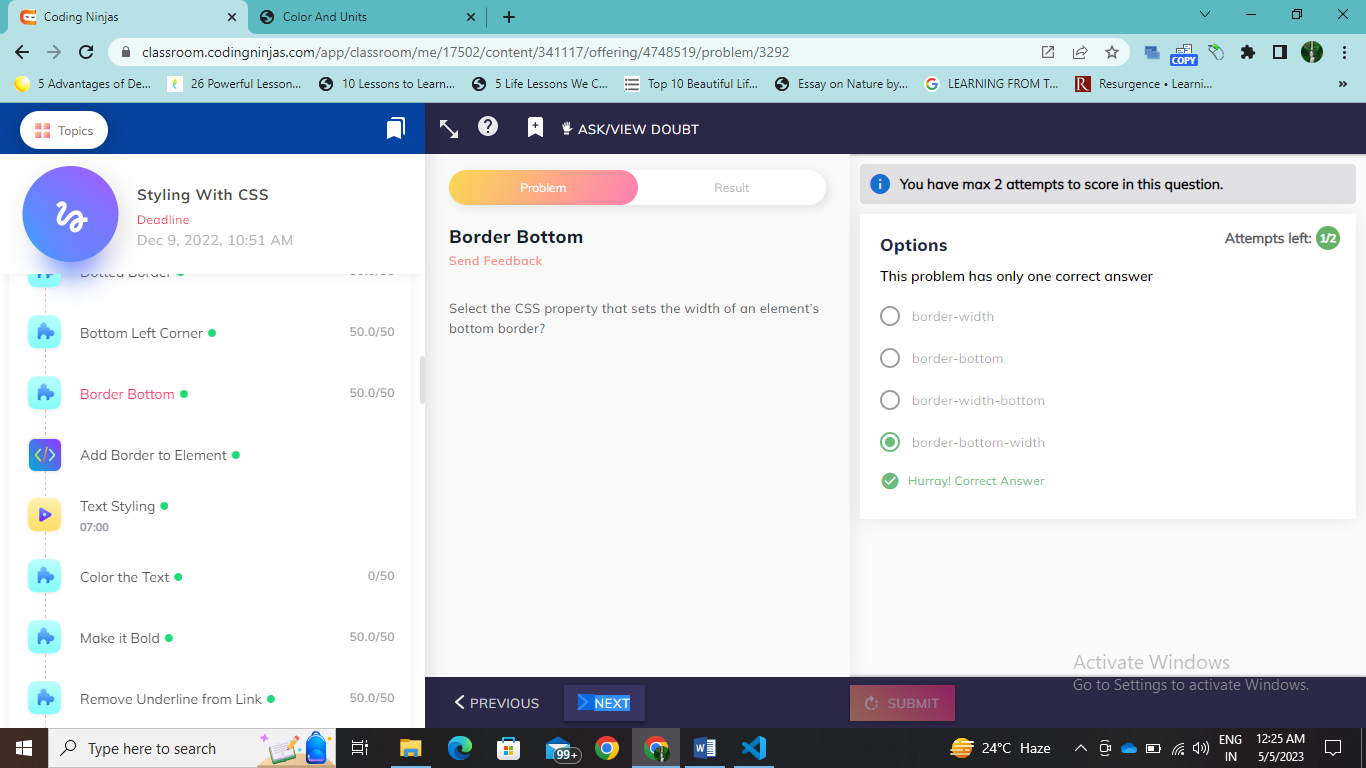 Coding Ninjas
Color And Units
classroom.codingninjas.com/app/classroom/me/17502/content/341117/offering/4748519/problem/3292
COPY
5 Advantages of De...
26 Powerful Lesson...
10 Lessons to Learn...
5 Life Lessons We C...
Top 10 Beautiful Lif...
Essay on Nature by...
LEARNING FROM T...
Resurgence • Learni...
Topics
ASK/VIEW DOUBT
Styling With CSS
Deadline
Dec 9, 2022, 10:51 AM
Dotted Border
Bottom Left Corner
50.0/50
Border Bottom
50.0/50
Add Border to Element
Text Styling
07:00
Color the Text
0/50
Make it Bold
50.0/50
Remove Underline from Link
50.0/50
Problem
Result
Border Bottom
Send Feedback
Select the CSS property that sets the width of an element’s
bottom border?
PREVIOUS
NEXT
You have max 2 attempts to score in this question.
Options
Attempts left: 1/2
This problem has only one correct answer
border-width
border-bottom
border-width-bottom
border-bottom-width
Hurray! Correct Answer
SUBMIT
Activate Windows
Go to Settings to activate Windows.
Type here to search
99+
24°C Haze
ENG
IN
12:25 AM
5/5/2023